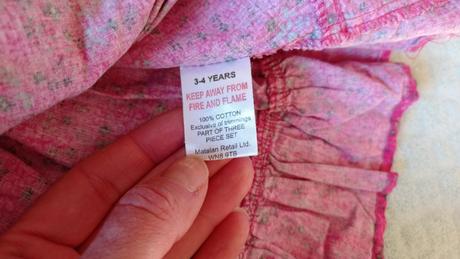 3-4 YEARS
KEEP AWAY FROM
FIRE AND FLAME
100% COTTON
Exclusive of trimmings
PART OF THREE
PIECE SET
Matalan Retail Ltd.
WN8 9TB